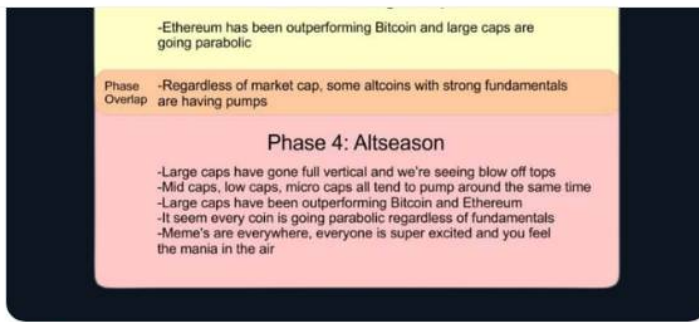 -Ethereum has been outperforming Bitcoin and large caps are
going parabolic
Phase
Overlap
-Regardless of market cap, some altcoins with strong fundamentals
are having pumps
Phase 4: Altseason
-Large caps have gone full vertical and we're seeing blow off tops
-Mid caps, low caps, micro caps all tend to pump around the same time
-Large caps have been outperforming Bitcoin and Ethereum
-It seem every coin is going parabolic regardless of fundamentals
-Meme's are everywhere, everyone is super excited and you feel
the mania in the air